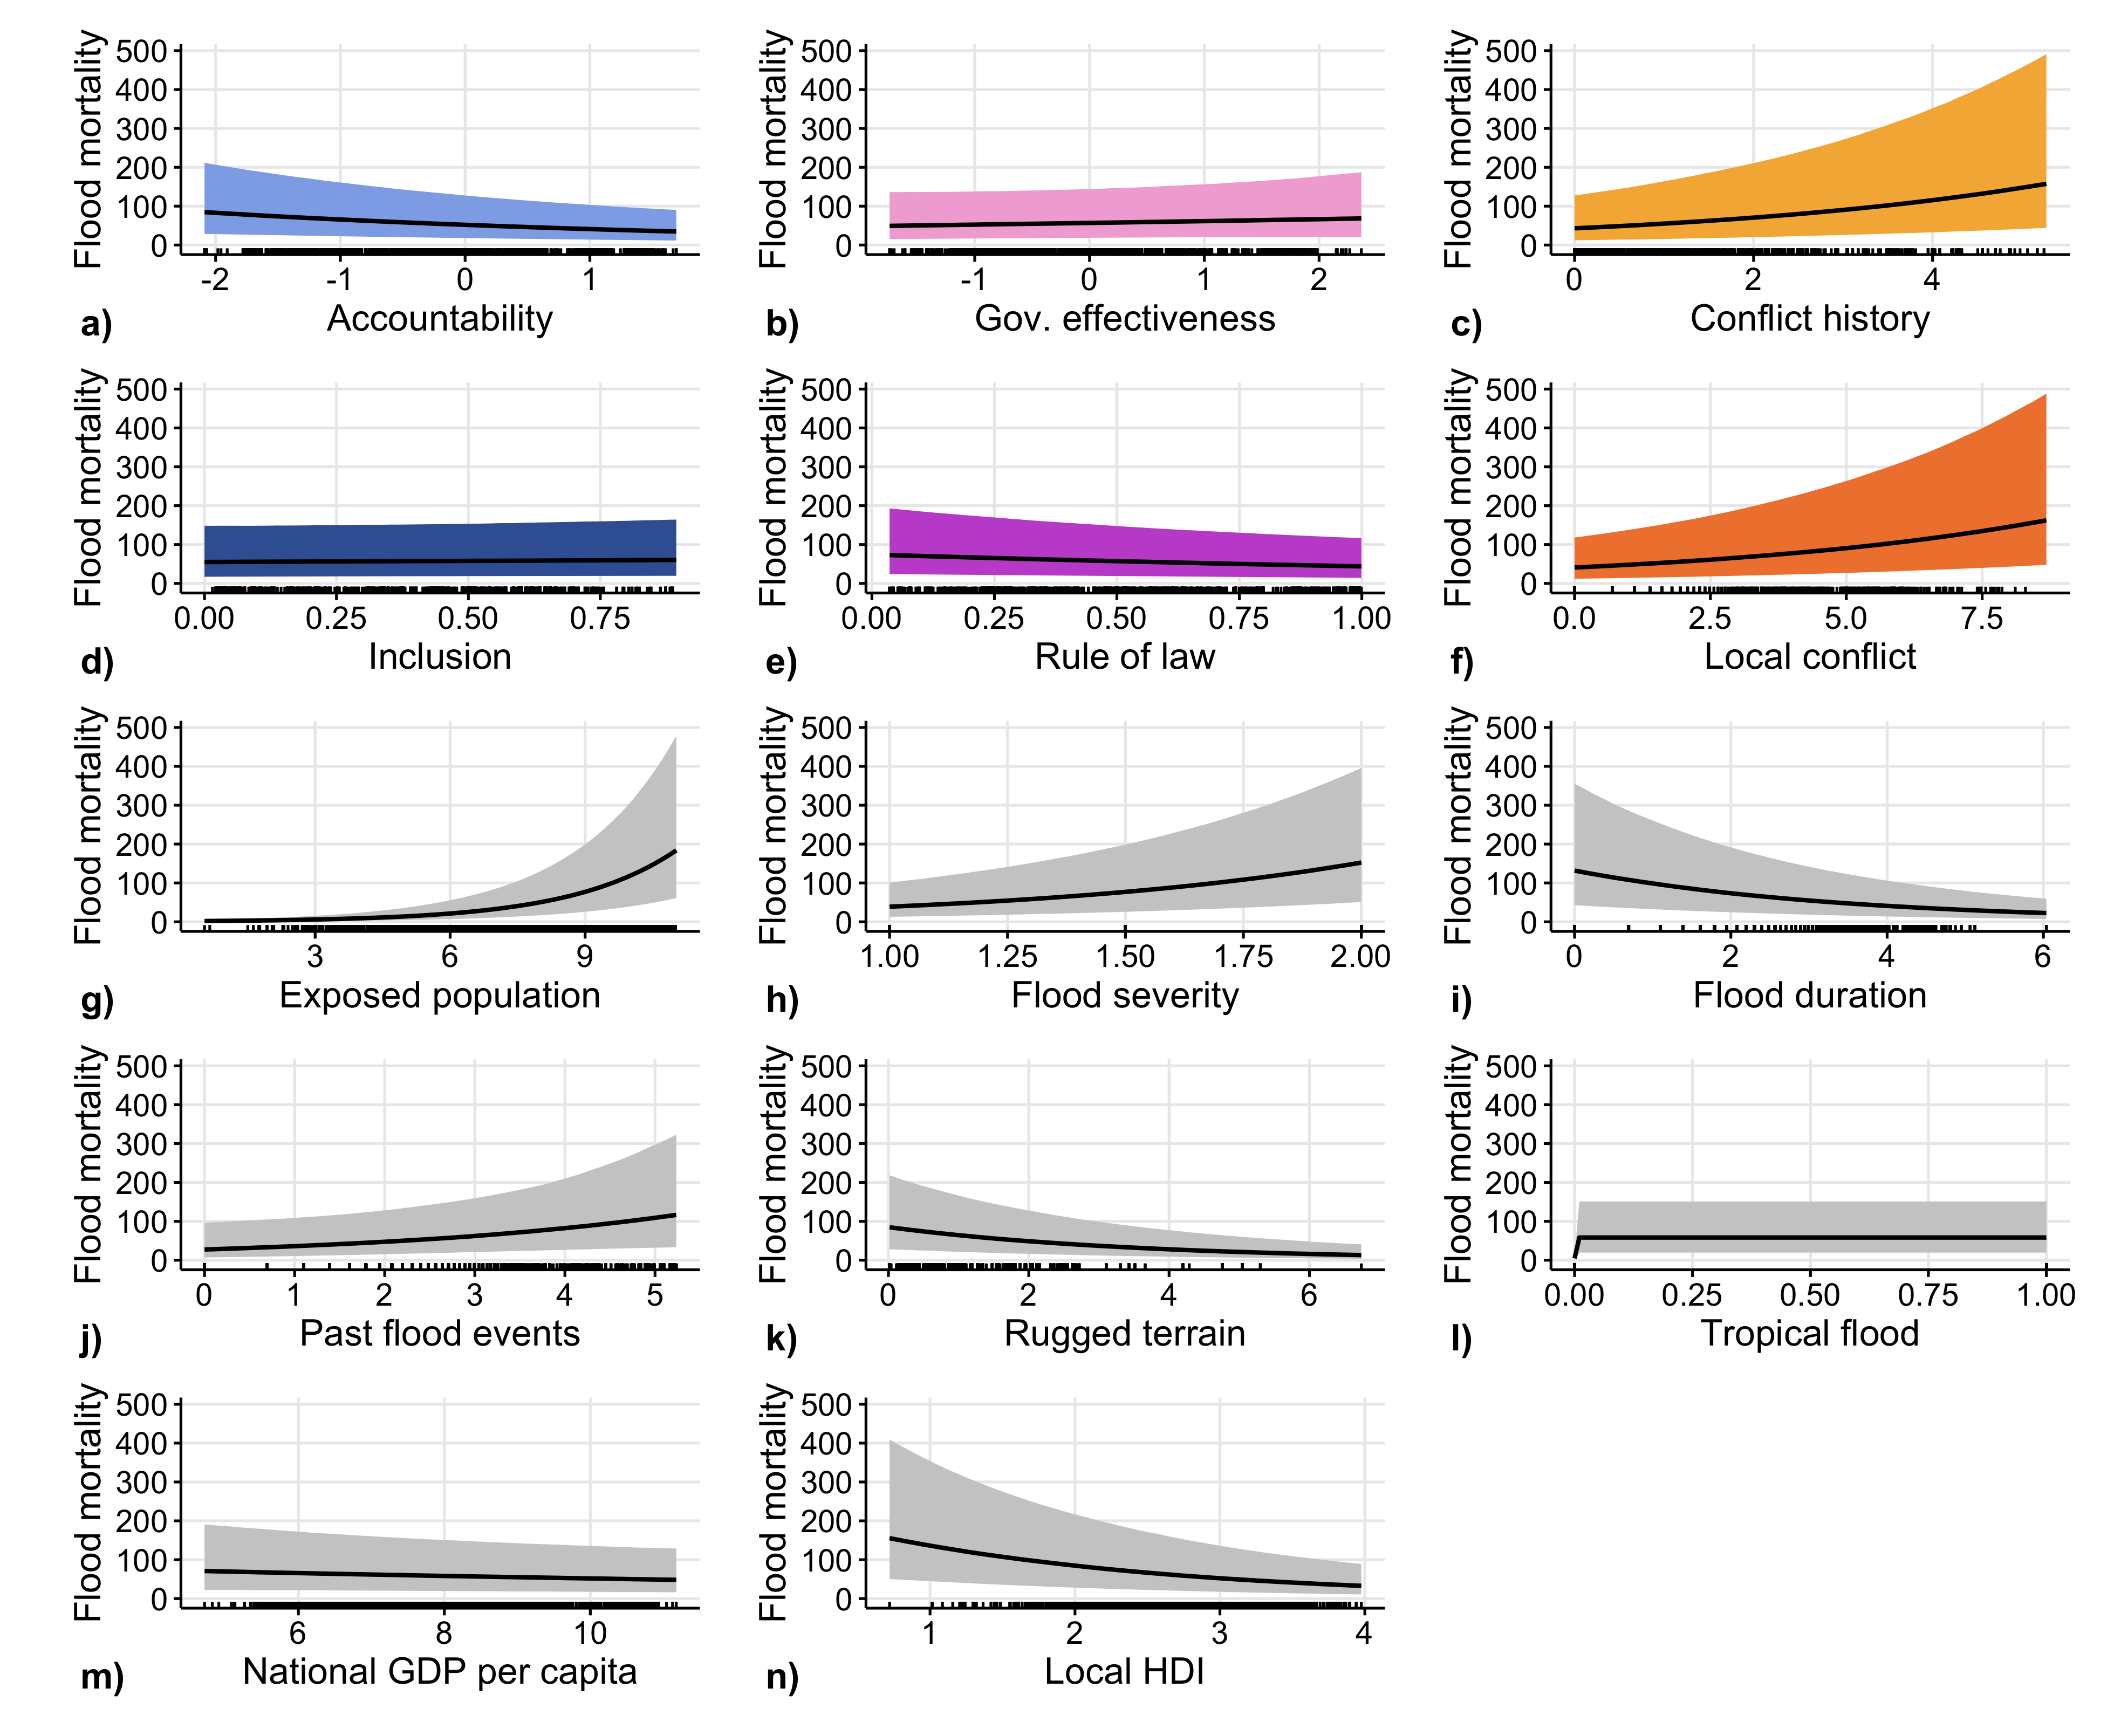 Flood mortality
500
400
300
200
100
0
-2 -1 0 1
Accountability
a)
Flood mortality
500
400
300
200
100
0
-1 0 1 2
Gov. effectiveness
b)
Flood mortality
500
400
300
200
100
0
0 2 4
Conflict history
c)
Flood mortality
500
400
300
200
100
0
0.00 0.25 0.50 0.75
Inclusion
d)
Flood mortality
500
400
300
200
100
0
0.00 0.25 0.50 0.75 1.00
Rule of law
e)
Flood mortality
500
400
300
200
100
0
0.0 2.5 5.0 7.5
Local conflict
f)
Flood mortality
500
400
300
200
100
0
3 6 9
Exposed population
g)
Flood mortality
500
400
300
200
100
0
1.00 1.25 1.50 1.75 2.00
Flood severity
h)
Flood mortality
500
400
300
200
100
0
0 2 4 6
Flood duration
i)
Flood mortality
500
400
300
200
100
0
0 1 2 3 4 5
Past flood events
j)
Flood mortality
500
400
300
200
100
0
0 2 4 6
Rugged terrain
k)
Flood mortality
500
400
300
200
100
0
0.00 0.25 0.50 0.75 1.00
Tropical flood
l)
Flood mortality
500
400
300
200
100
0
6 8 10
National GDP per capita
m)
Flood mortality
500
400
300
200
100
0
1 2 3 4
Local HDI
n)